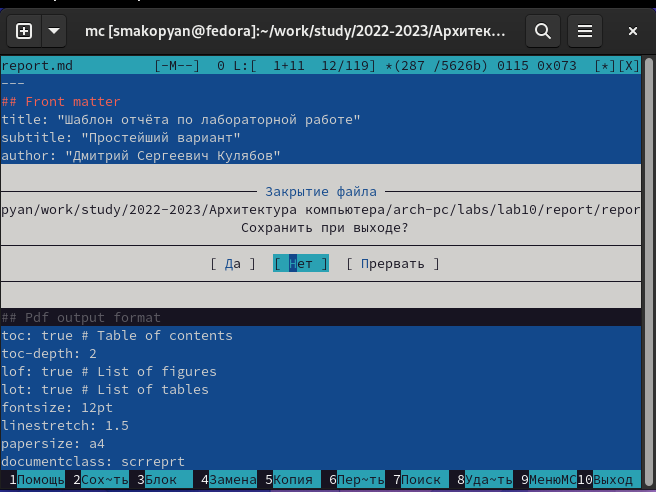 mc [smakopyan@fedora]:~/work/study/2022-2023/Архитек...
report.md [-M--] 0 L:[ 1+11 12/119] *(287 /5626b) 0115 0x073 [*][X]
---
## Front matter
title: "Шаблон отчёта по лабораторной работе"
subtitle: "Простейший вариант"
author: "Дмитрий Сергеевич Кулябов"
Закрытие файла
pyan/work/study/2022-2023/Архитектура компьютера/arch-pc/labs/lab10/report/repor
Сохранить при выходе?
[ Да ] [ Нет ] [ Прервать ]
## Pdf output format
toc: true # Table of contents
toc-depth: 2
lof: true # List of figures
lot: true # List of tables
fontsize: 12pt
linestretch: 1.5
papersize: a4
documentclass: scrreprt
1Помощь 2Сох~ть 3Блок 4Замена 5Копия 6Пер~ть 7Поиск 8Уда~ть 9МенюMC 10Выход